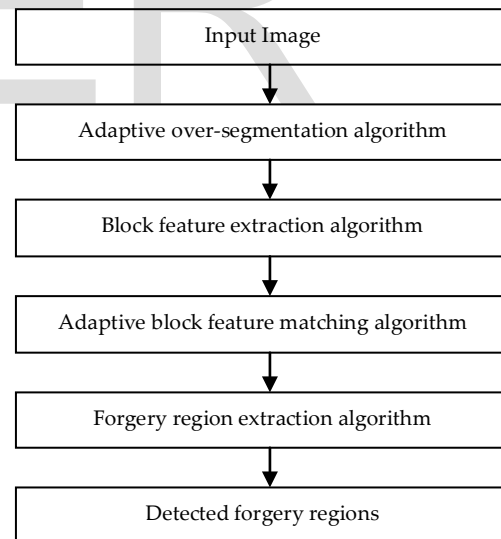 Input Image
Adaptive over-segmentation algorithm
Block feature extraction algorithm
Adaptive block feature matching algorithm
Forgery region extraction algorithm
Detected forgery regions